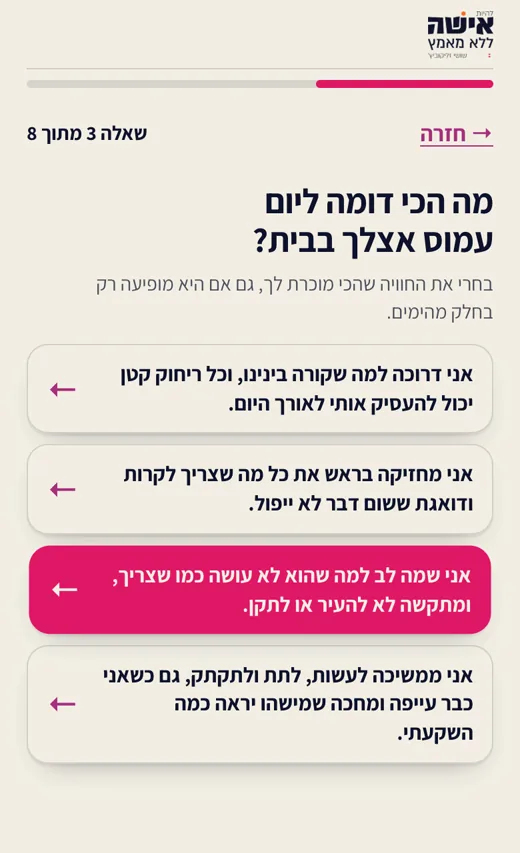 להיות
אישה
ללא מאמץ
שושי זליקוביץ'
→ חזרה
שאלה 3 מתוך 8
מה הכי דומה ליום
עמוס אצלך בבית?
בחרי את החוויה שהכי מוכרת לך, גם אם היא מופיעה רק
בחלק מהימים.
אני דרוכה למה שקורה בינינו, וכל ריחוק קטן
יכול להעסיק אותי לאורך היום.
←
אני מחזיקה בראש את כל מה שצריך לקרות
ודואגת ששום דבר לא ייפול.
←
אני שמה לב למה שהוא לא עושה כמו שצריך,
ומתקשה לא להעיר או לתקן.
←
אני ממשיכה לעשות, לתת ולתקתק, גם כשאני
כבר עייפה ומחכה שמישהו יראה כמה
השקעתי.
←